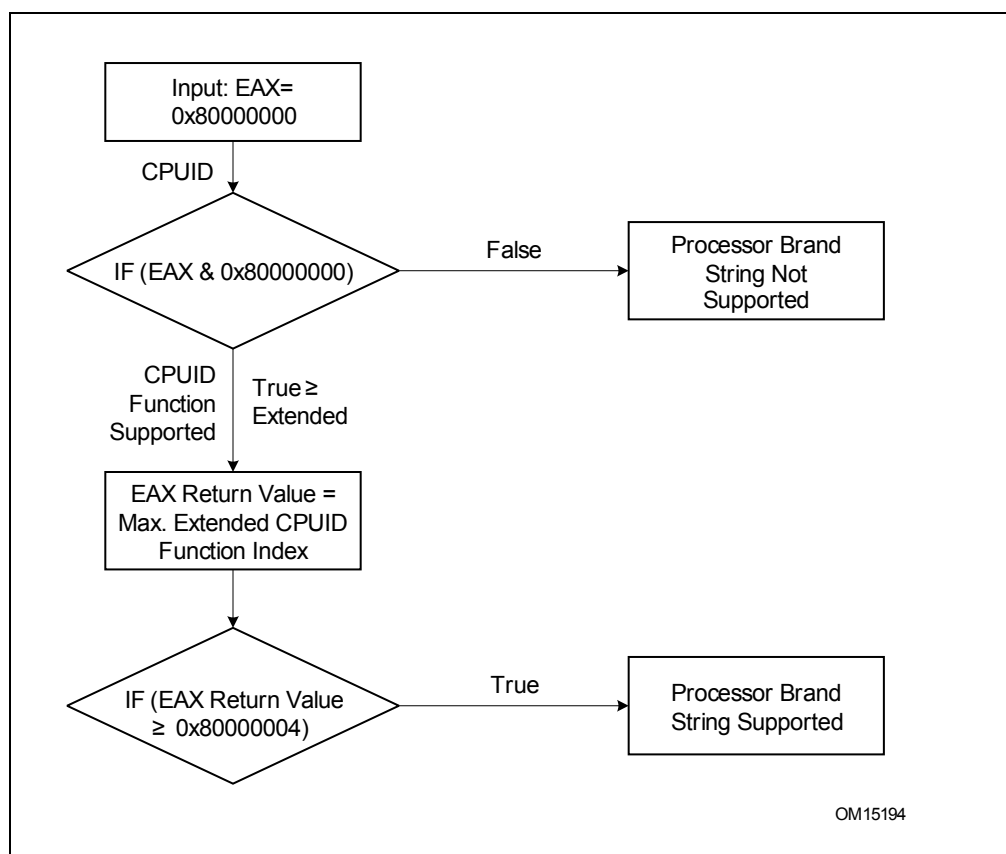 Input: EAX=
0x80000000
CPUID
IF (EAX & 0x80000000)
False
Processor Brand
String Not
Supported
CPUID
Function
Supported
True ≥
Extended
EAX Return Value =
Max. Extended CPUID
Function Index
IF (EAX Return Value
≥ 0x80000004)
True
Processor Brand
String Supported
OM15194